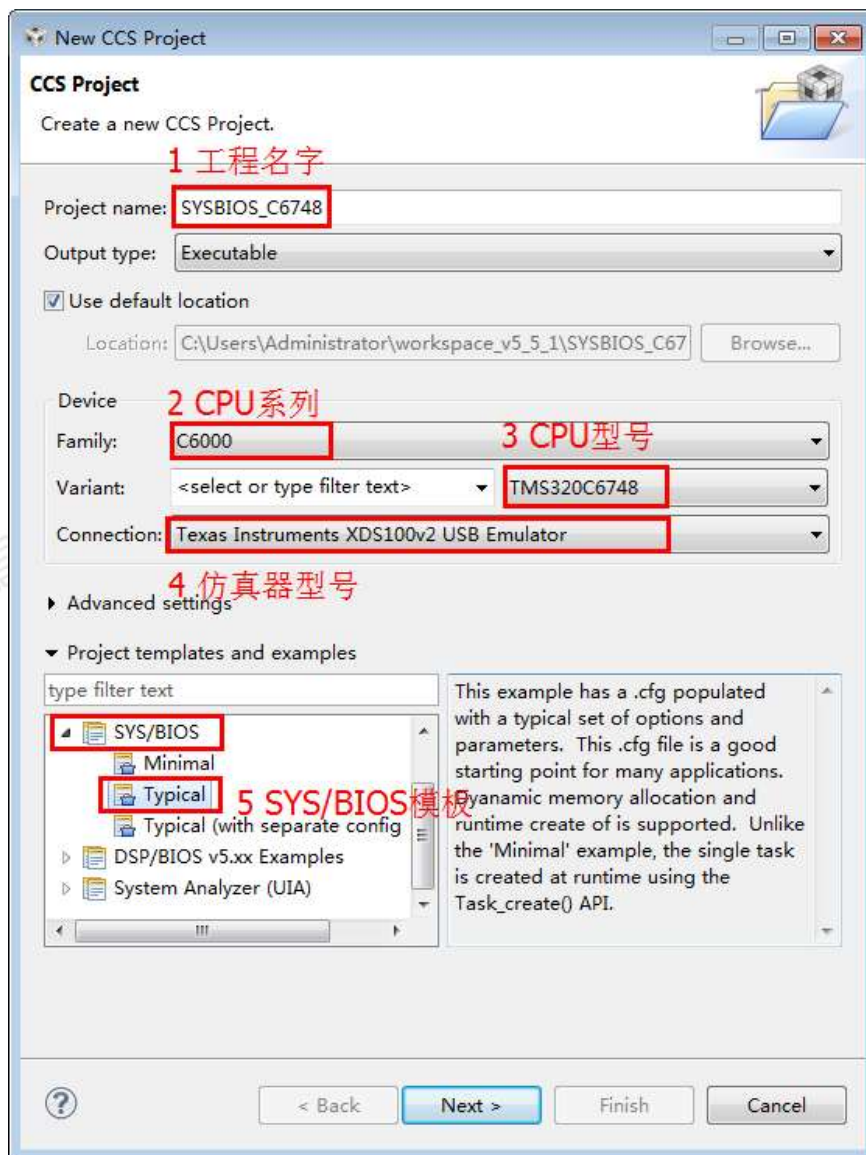 New CCS Project
CCS Project
Create a new CCS Project.
1 工程名字
Project name: SYSBIOS_C6748
Output type: Executable
Use default location
Location: C:\Users\Administrator\workspace_v5_5_1\SYSBIOS_C67 Browse...
Device
2 CPU系列
Family: C6000
3 CPU型号
Variant: <select or type filter text> TMS320C6748
Connection: Texas Instruments XDS100v2 USB Emulator
4 仿真器型号
Advanced settings
Project templates and examples
type filter text
SYS/BIOS
Minimal
Typical
5 SYS/BIOS模板
Typical (with separate config
DSP/BIOS v5.xx Examples
System Analyzer (UIA)
This example has a .cfg populated
with a typical set of options and
parameters. This .cfg file is a good
starting point for many applications.
Dyanamic memory allocation and
runtime create of is supported. Unlike
the 'Minimal' example, the single task
is created at runtime using the
Task_create() API.
< Back
Next >
Finish
Cancel